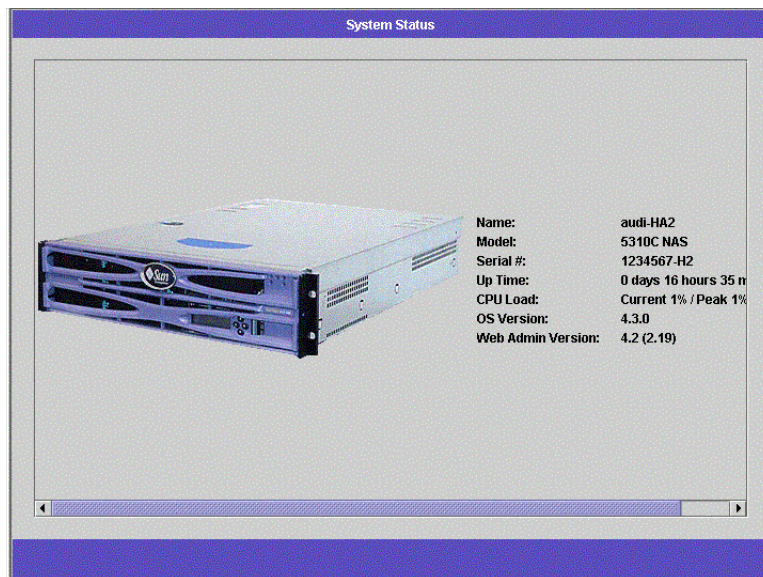 System Status
Name: audi-HA2
Model: 5310C NAS
Serial #: 1234567-H2
Up Time: 0 days 16 hours 35
CPU Load: Current 1% / Peak 1%
OS Version: 4.3.0
Web Admin Version: 4.2 (2.19)
Sun